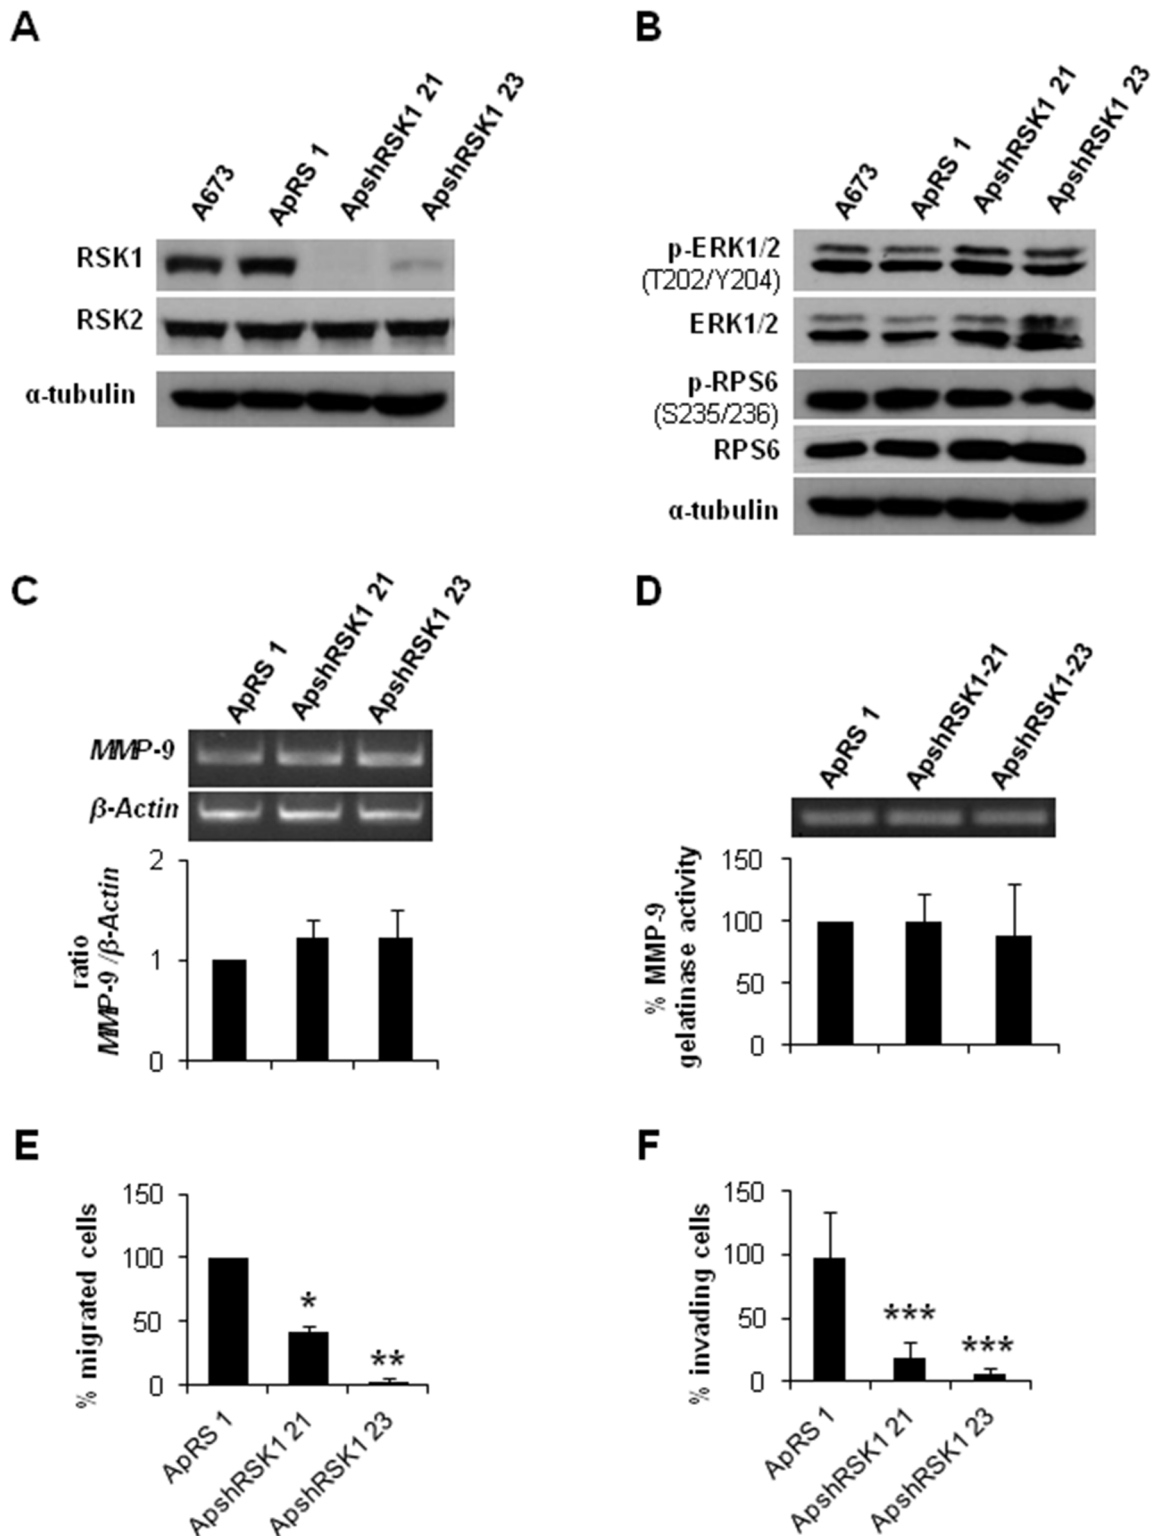 A
A673
ApRS 1
ApshRSK1 21
ApshRSK1 23
RSK1
RSK2
α-tubulin
B
A673
ApRS 1
ApshRSK1 21
ApshRSK1 23
p-ERK1/2
(T202/Y204)
ERK1/2
p-RPS6
(S235/236)
RPS6
α-tubulin
C
ApRS 1
ApshRSK1 21
ApshRSK1 23
MMP-9
β-Actin
ratio
MMP-9 /β-Actin
2
1
0
D
ApRS 1
ApshRSK1-21
ApshRSK1-23
% MMP-9
gelatinase activity
150
100
50
0
E
% migrated cells
150
100
50
0
*
**
ApRS 1
ApshRSK1 21
ApshRSK1 23
F
% invading cells
150
100
50
0
***
***
ApRS 1
ApshRSK1 21
ApshRSK1 23